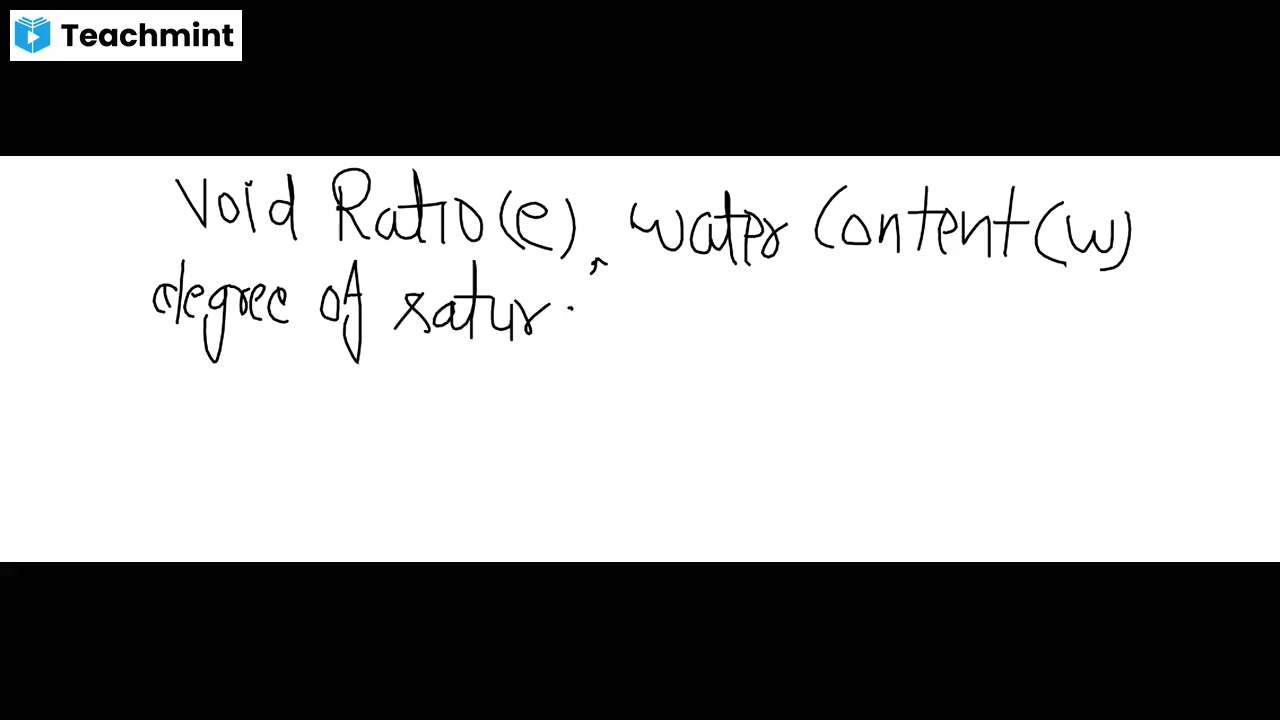 Teachmint
Void Ratio(e), water Content(w)
degree of satur.